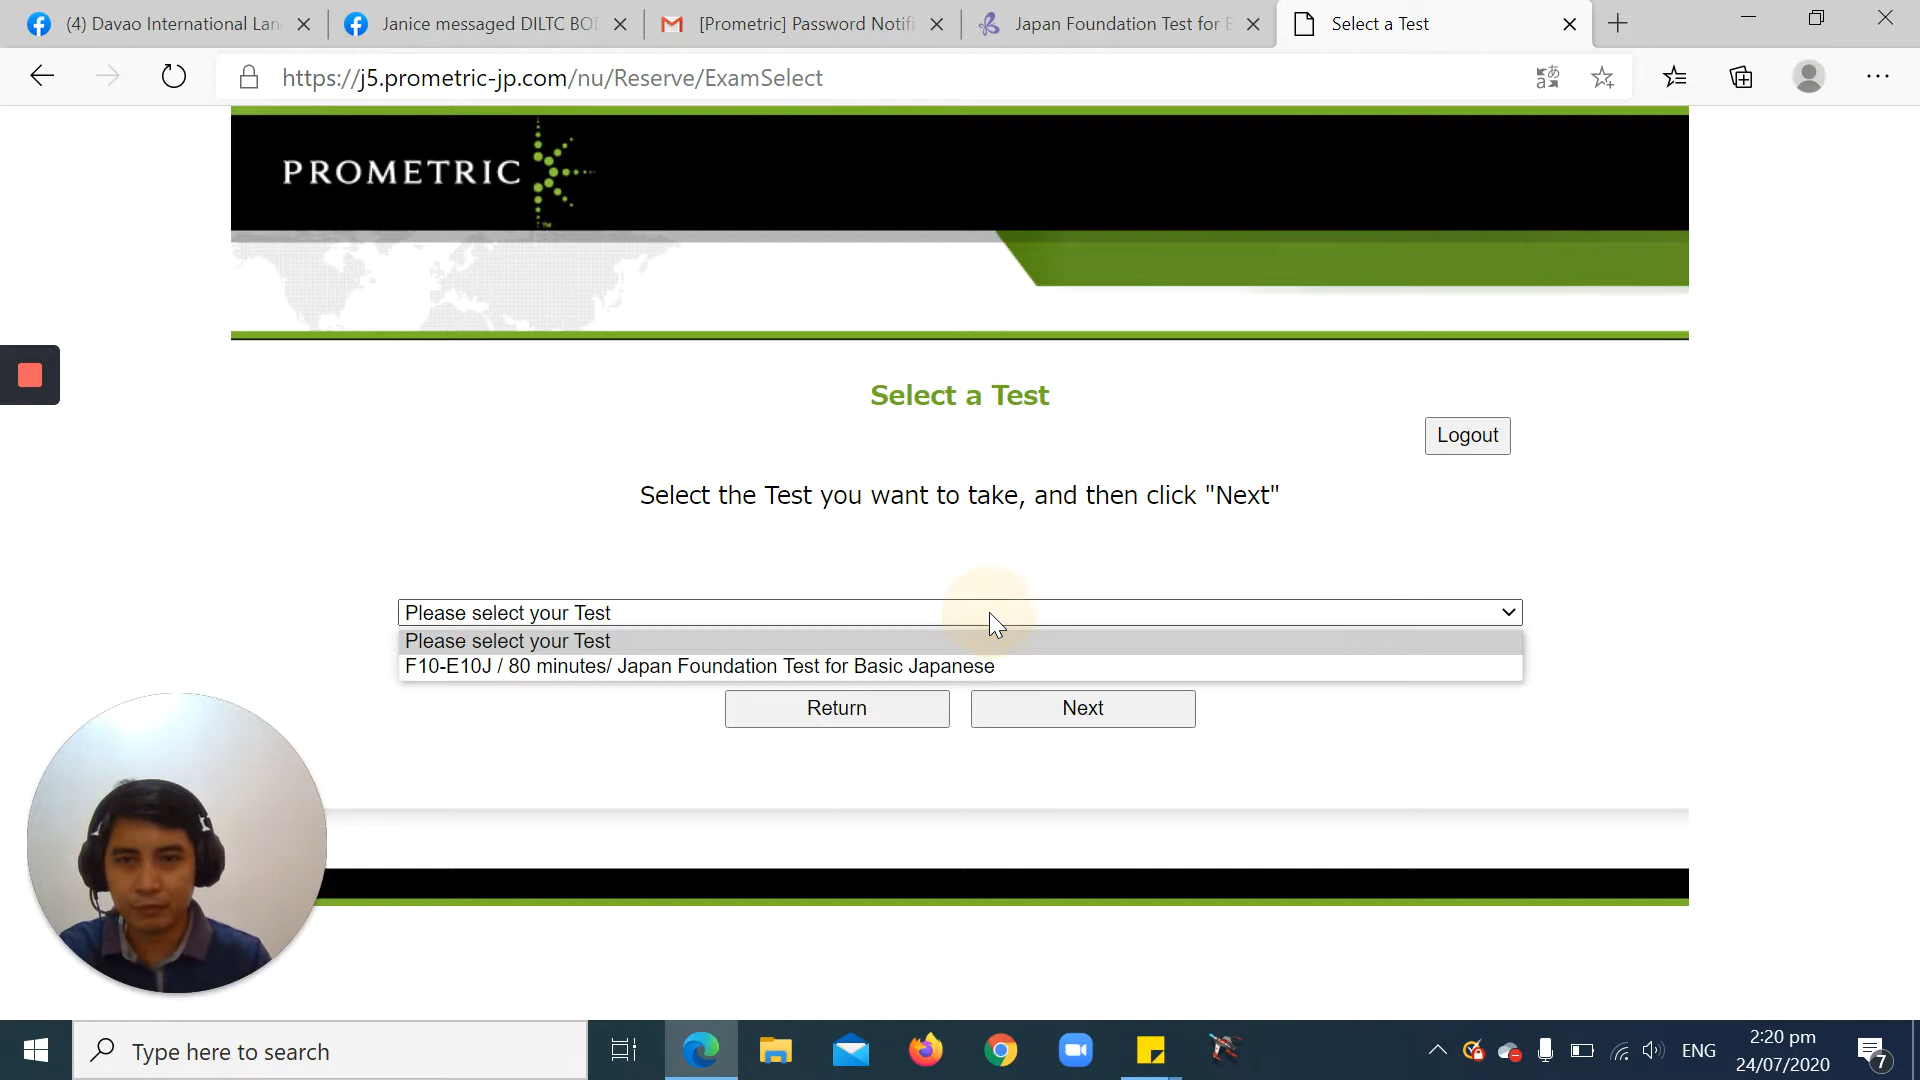 (4) Davao International Lan
Janice messaged DILTC BO
[Prometric] Password Notifi
Japan Foundation Test for
Select a Test
https://j5.prometric-jp.com/nu/Reserve/ExamSelect
PROMETRIC
TM
Select a Test
Logout
Select the Test you want to take, and then click "Next"
Please select your Test
Please select your Test
F10-E10J / 80 minutes/ Japan Foundation Test for Basic Japanese
Return
Next
Type here to search
ENG
2:20 pm
24/07/2020
7